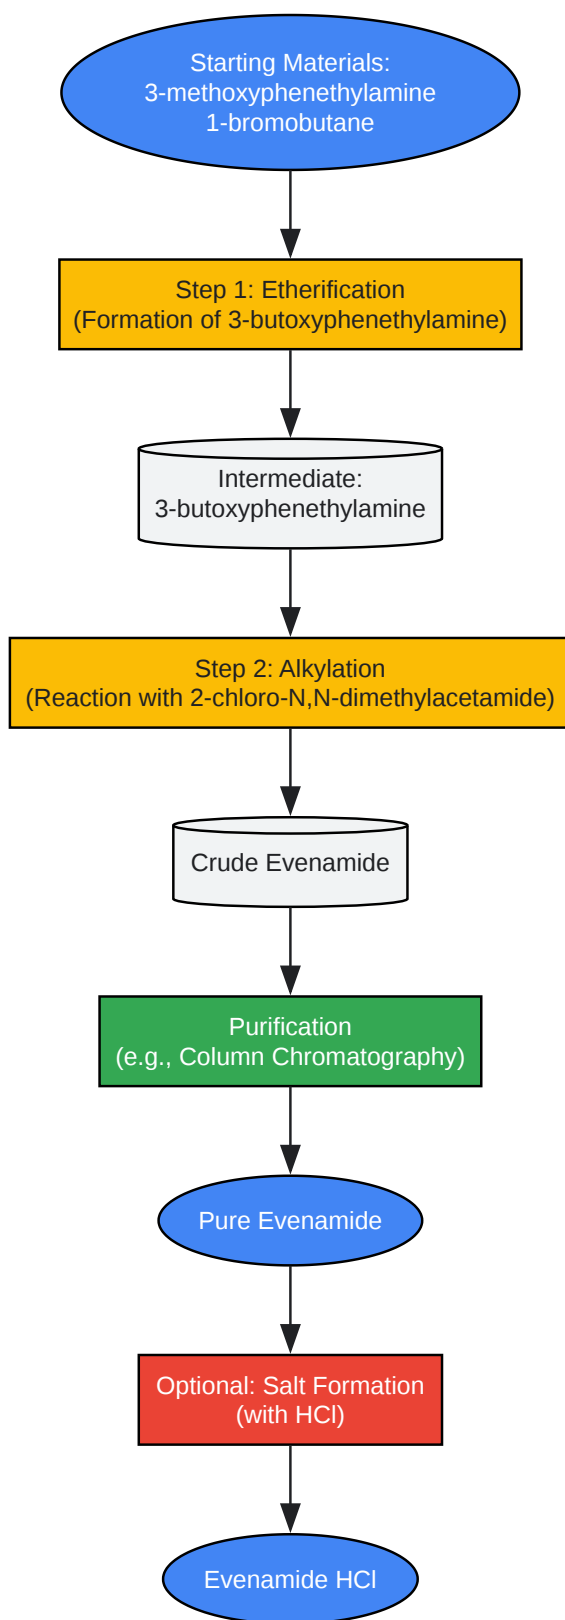 Starting Materials:
3-methoxyphenethylamine
1-bromobutane
Step 1: Etherification
(Formation of 3-butoxyphenethylamine)
Intermediate:
3-butoxyphenethylamine
Step 2: Alkylation
(Reaction with 2-chloro-N,N-dimethylacetamide)
Crude Evenamide
Purification
(e.g., Column Chromatography)
Pure Evenamide
Optional: Salt Formation
(with HCl)
Evenamide HCl